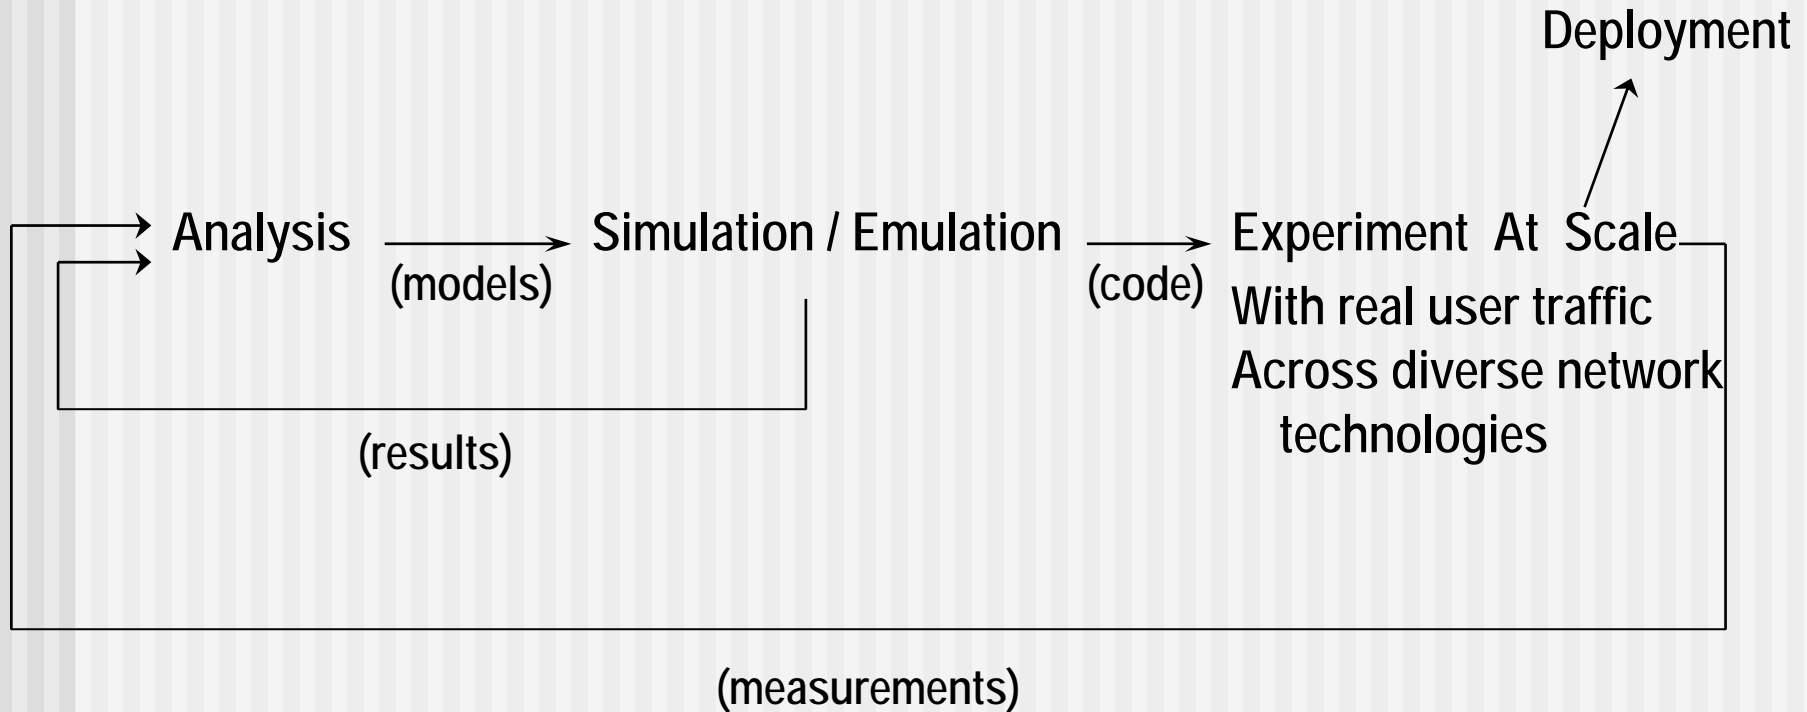 Deployment
Analysis
(models)
Simulation / Emulation
(code)
Experiment At Scale
With real user traffic
Across diverse network
technologies
(results)
(measurements)